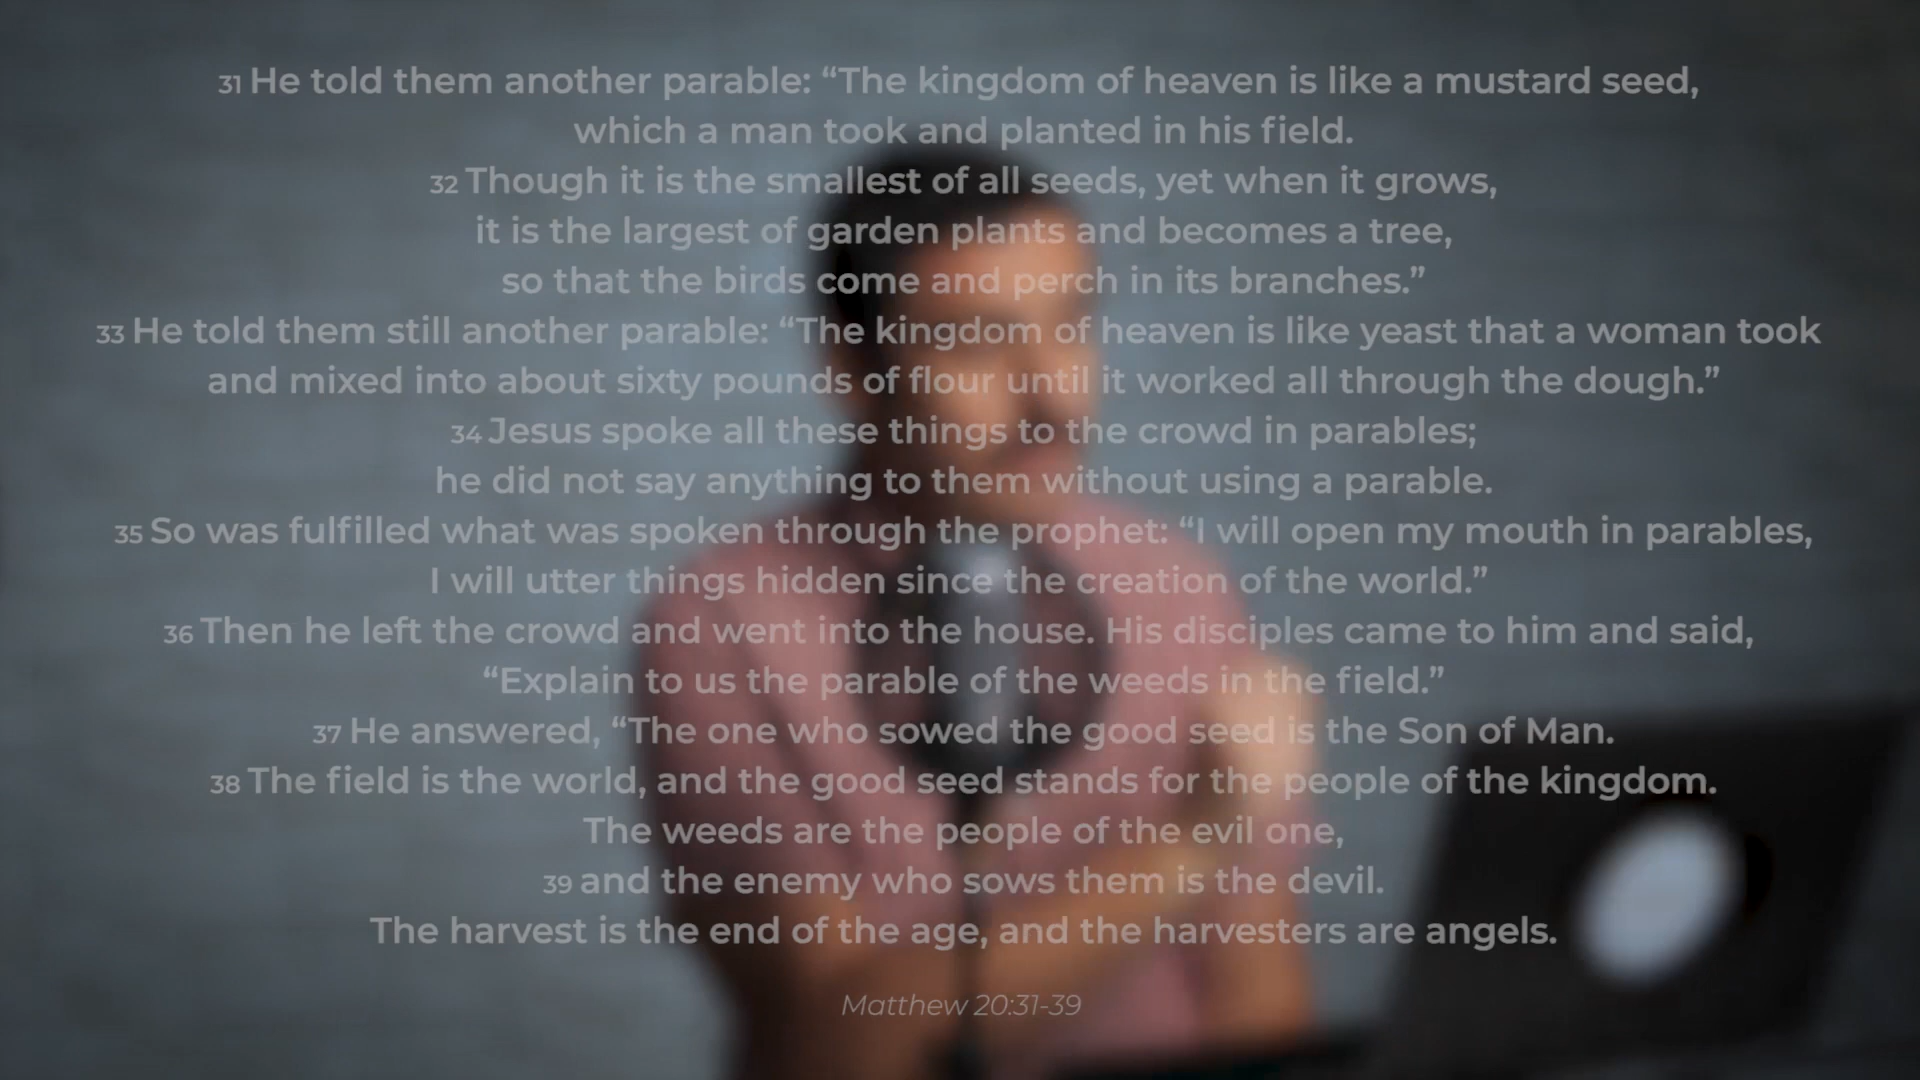 31 He told them another parable: “The kingdom of heaven is like a mustard seed,
which a man took and planted in his field.
32 Though it is the smallest of all seeds, yet when it grows,
it is the largest of garden plants and becomes a tree,
so that the birds come and perch in its branches.”
33 He told them still another parable: “The kingdom of heaven is like yeast that a woman took
and mixed into about sixty pounds of flour until it worked all through the dough.”
34 Jesus spoke all these things to the crowd in parables;
he did not say anything to them without using a parable.
35 So was fulfilled what was spoken through the prophet: “I will open my mouth in parables,
I will utter things hidden since the creation of the world.”
36 Then he left the crowd and went into the house. His disciples came to him and said,
“Explain to us the parable of the weeds in the field.”
37 He answered, “The one who sowed the good seed is the Son of Man.
38 The field is the world, and the good seed stands for the people of the kingdom.
The weeds are the people of the evil one,
39 and the enemy who sows them is the devil.
The harvest is the end of the age, and the harvesters are angels.
Matthew 20:31-39